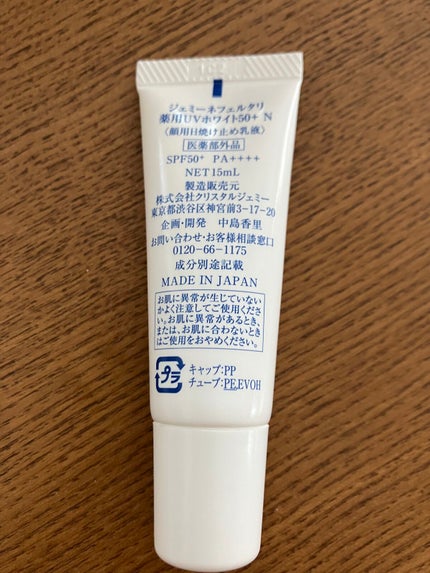 ジェミーネフェルタリ
薬用UVホワイト50+ N
〈顔用日焼け止め乳液〉
医薬部外品
SPF50+ PA++++
NET15mL
製造販売元
株式会社クリスタルジェミー
東京都渋谷区神宮前3-17-20
企画・開発 中島香里
お問い合わせ・お客様相談窓口
0120-66-1175
成分別途記載
MADE IN JAPAN
お肌に異常が生じていない
かよく注意してご使用くださ
い。お肌に異常があるとき、
または、お肌に合わないとき
はご使用をおやめください。
プラ
キャップ:PP
チューブ:PE,EVOH